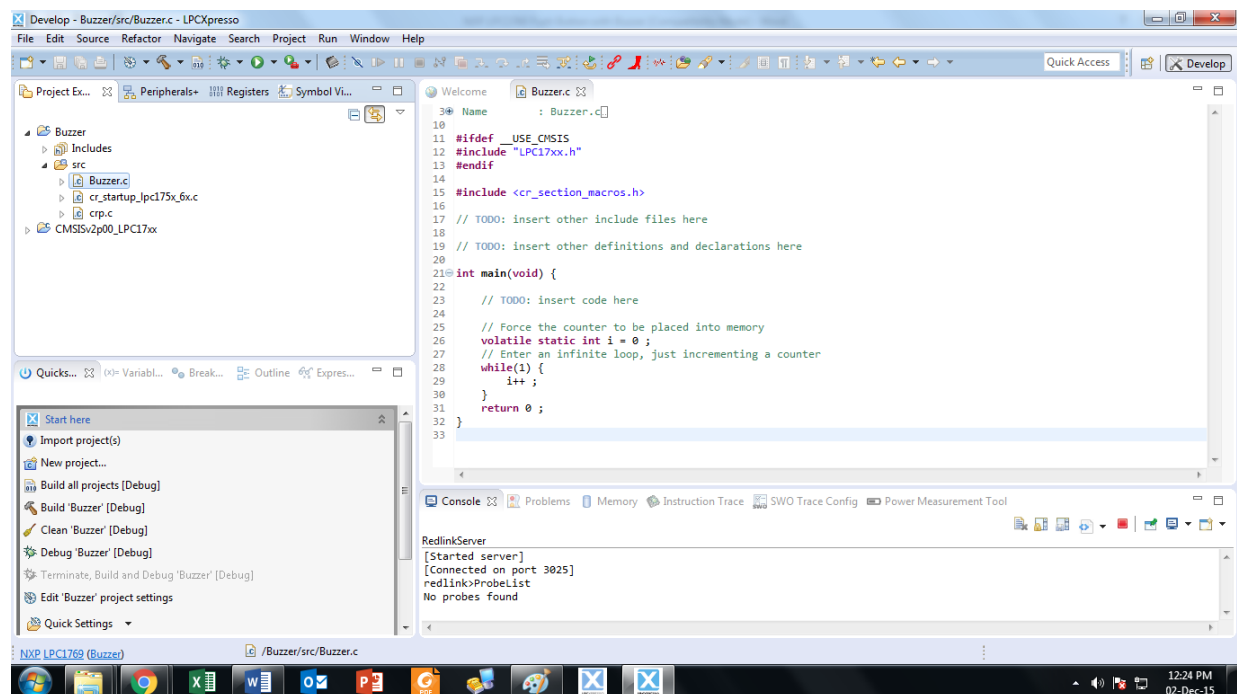 Develop - Buzzer/src/Buzzer.c - LPCXpresso
File Edit Source Refactor Navigate Search Project Run Window Help
Quick Access
Develop
Project Ex... Peripherals+ Registers Symbol Vi...
Buzzer
Includes
src
Buzzer.c
cr_startup_lpc175x_6x.c
crp.c
CMSISv2p00_LPC17xx
Welcome Buzzer.c
3 Name : Buzzer.c
10
11 #ifdef __USE_CMSIS
12 #include "LPC17xx.h"
13 #endif
14
15 #include <cr_section_macros.h>
16
17 // TODO: insert other include files here
18
19 // TODO: insert other definitions and declarations here
20
21 int main(void) {
22
23 // TODO: insert code here
24
25 // Force the counter to be placed into memory
26 volatile static int i = 0 ;
27 // Enter an infinite loop, just incrementing a counter
28 while(1) {
29 i++ ;
30 }
31 return 0 ;
32 }
33
Quicks... (x)= Variabl... Break... Outline Expres...
Start here
Import project(s)
New project...
Build all projects [Debug]
Build 'Buzzer' [Debug]
Clean 'Buzzer' [Debug]
Debug 'Buzzer' [Debug]
Terminate, Build and Debug 'Buzzer' [Debug]
Edit 'Buzzer' project settings
Quick Settings
Console Problems Memory Instruction Trace SWO Trace Config Power Measurement Tool
RedlinkServer
[Started server]
[Connected on port 3025]
redlink>ProbeList
No probes found
NXP LPC1769 (Buzzer)
/Buzzer/src/Buzzer.c
12:24 PM
02-Dec-15